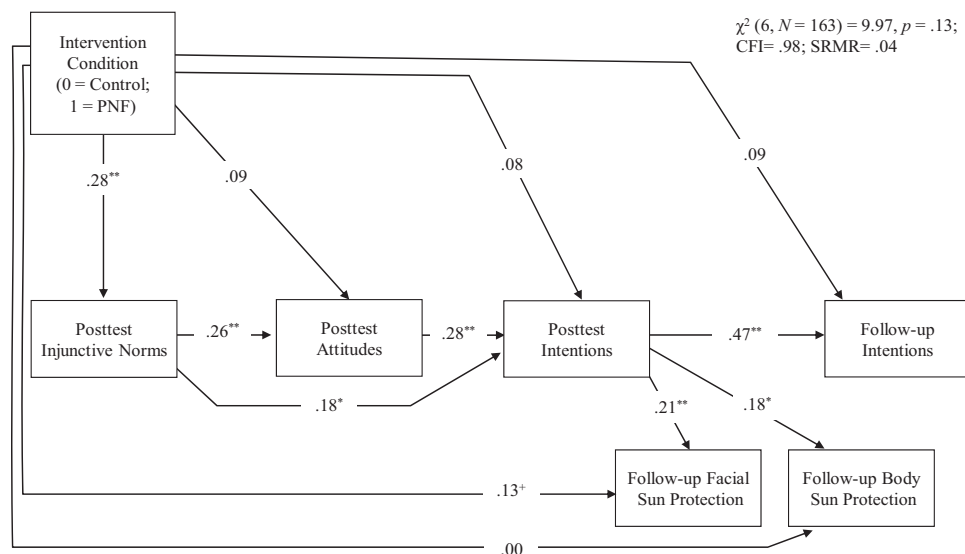 χ² (6, N = 163) = 9.97, p = .13;
CFI= .98; SRMR= .04
Intervention
Condition
(0 = Control;
1 = PNF)
.28**
.09
.08
.09
Posttest
Injunctive Norms
.26**
Posttest
Attitudes
.28**
Posttest
Intentions
.47**
Follow-up
Intentions
.18*
.21**
.18*
Follow-up Facial
Sun Protection
Follow-up Body
Sun Protection
.13+
.00